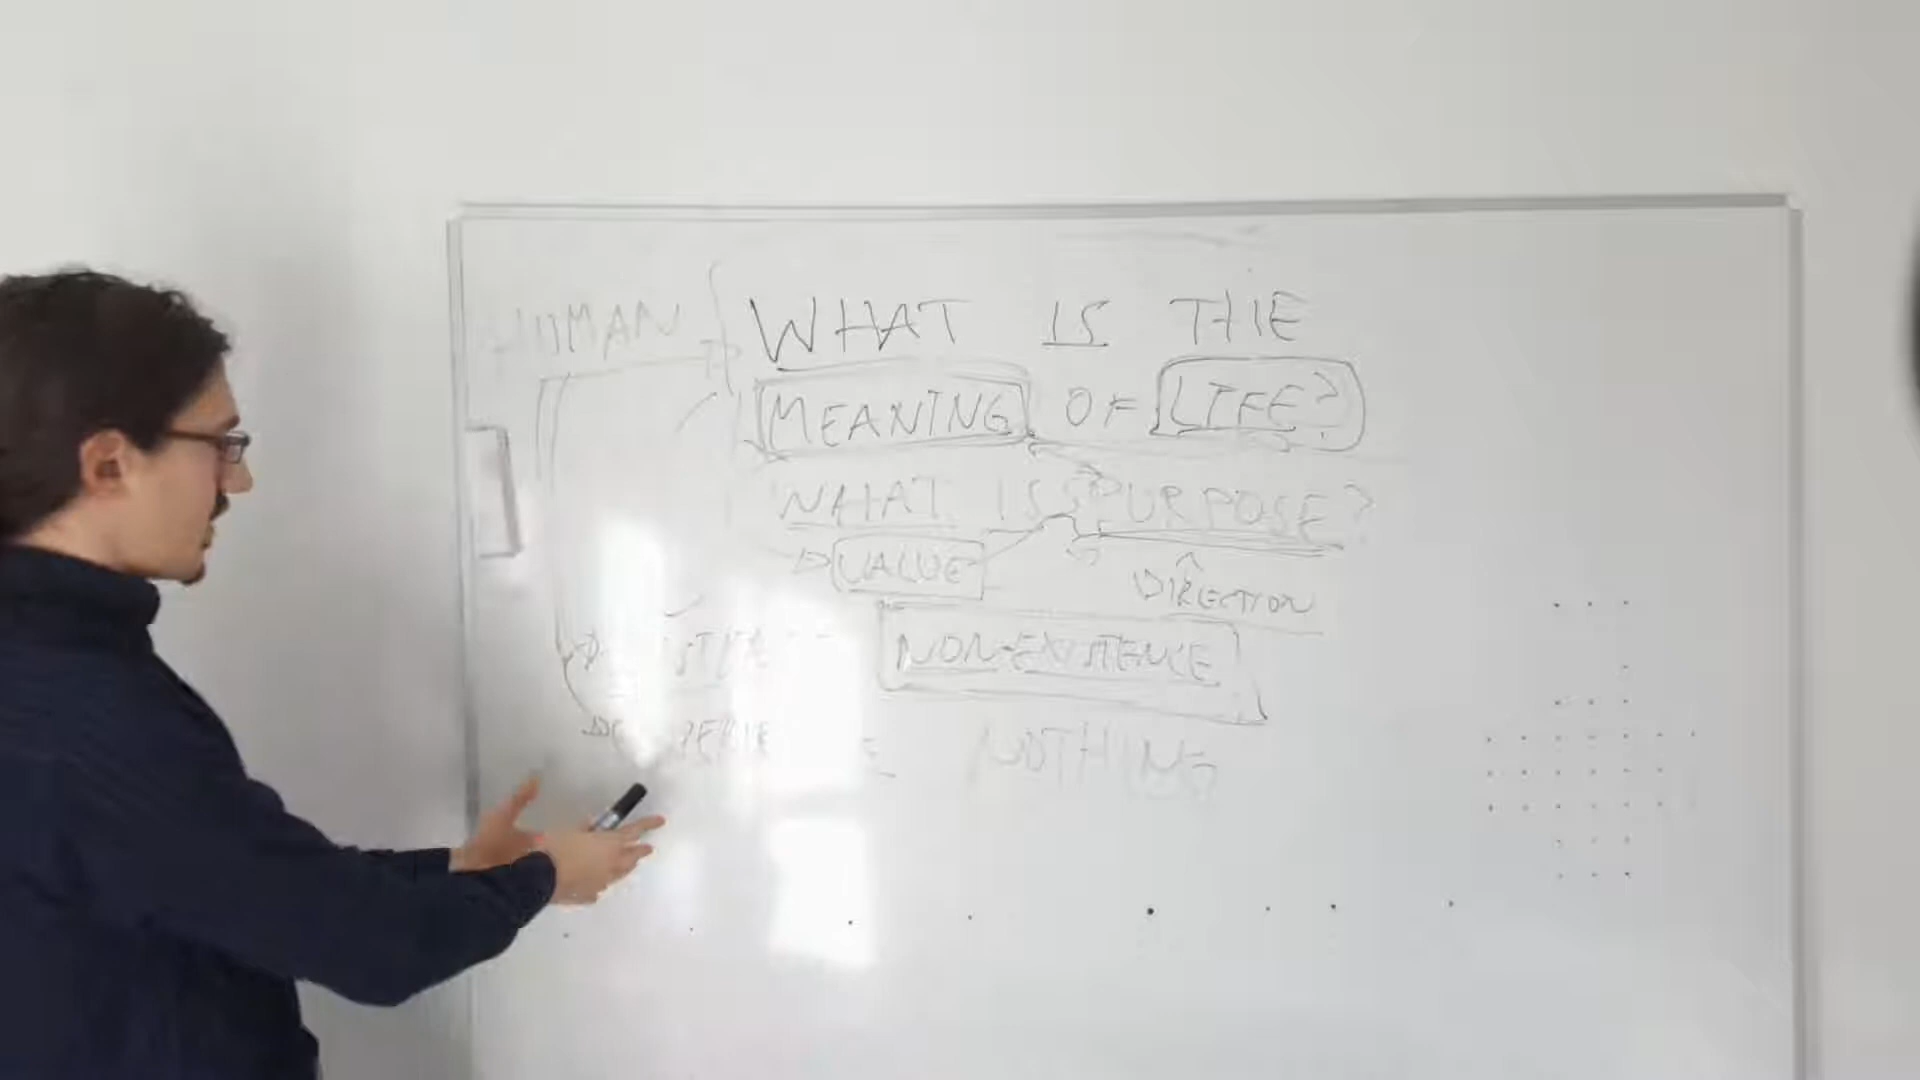 HUMAN WHAT IS THE
MEANING OF LIFE?
WHAT IS PURPOSE?
VALUE
DIRECTION
NON-EXISTENCE
NOTHING